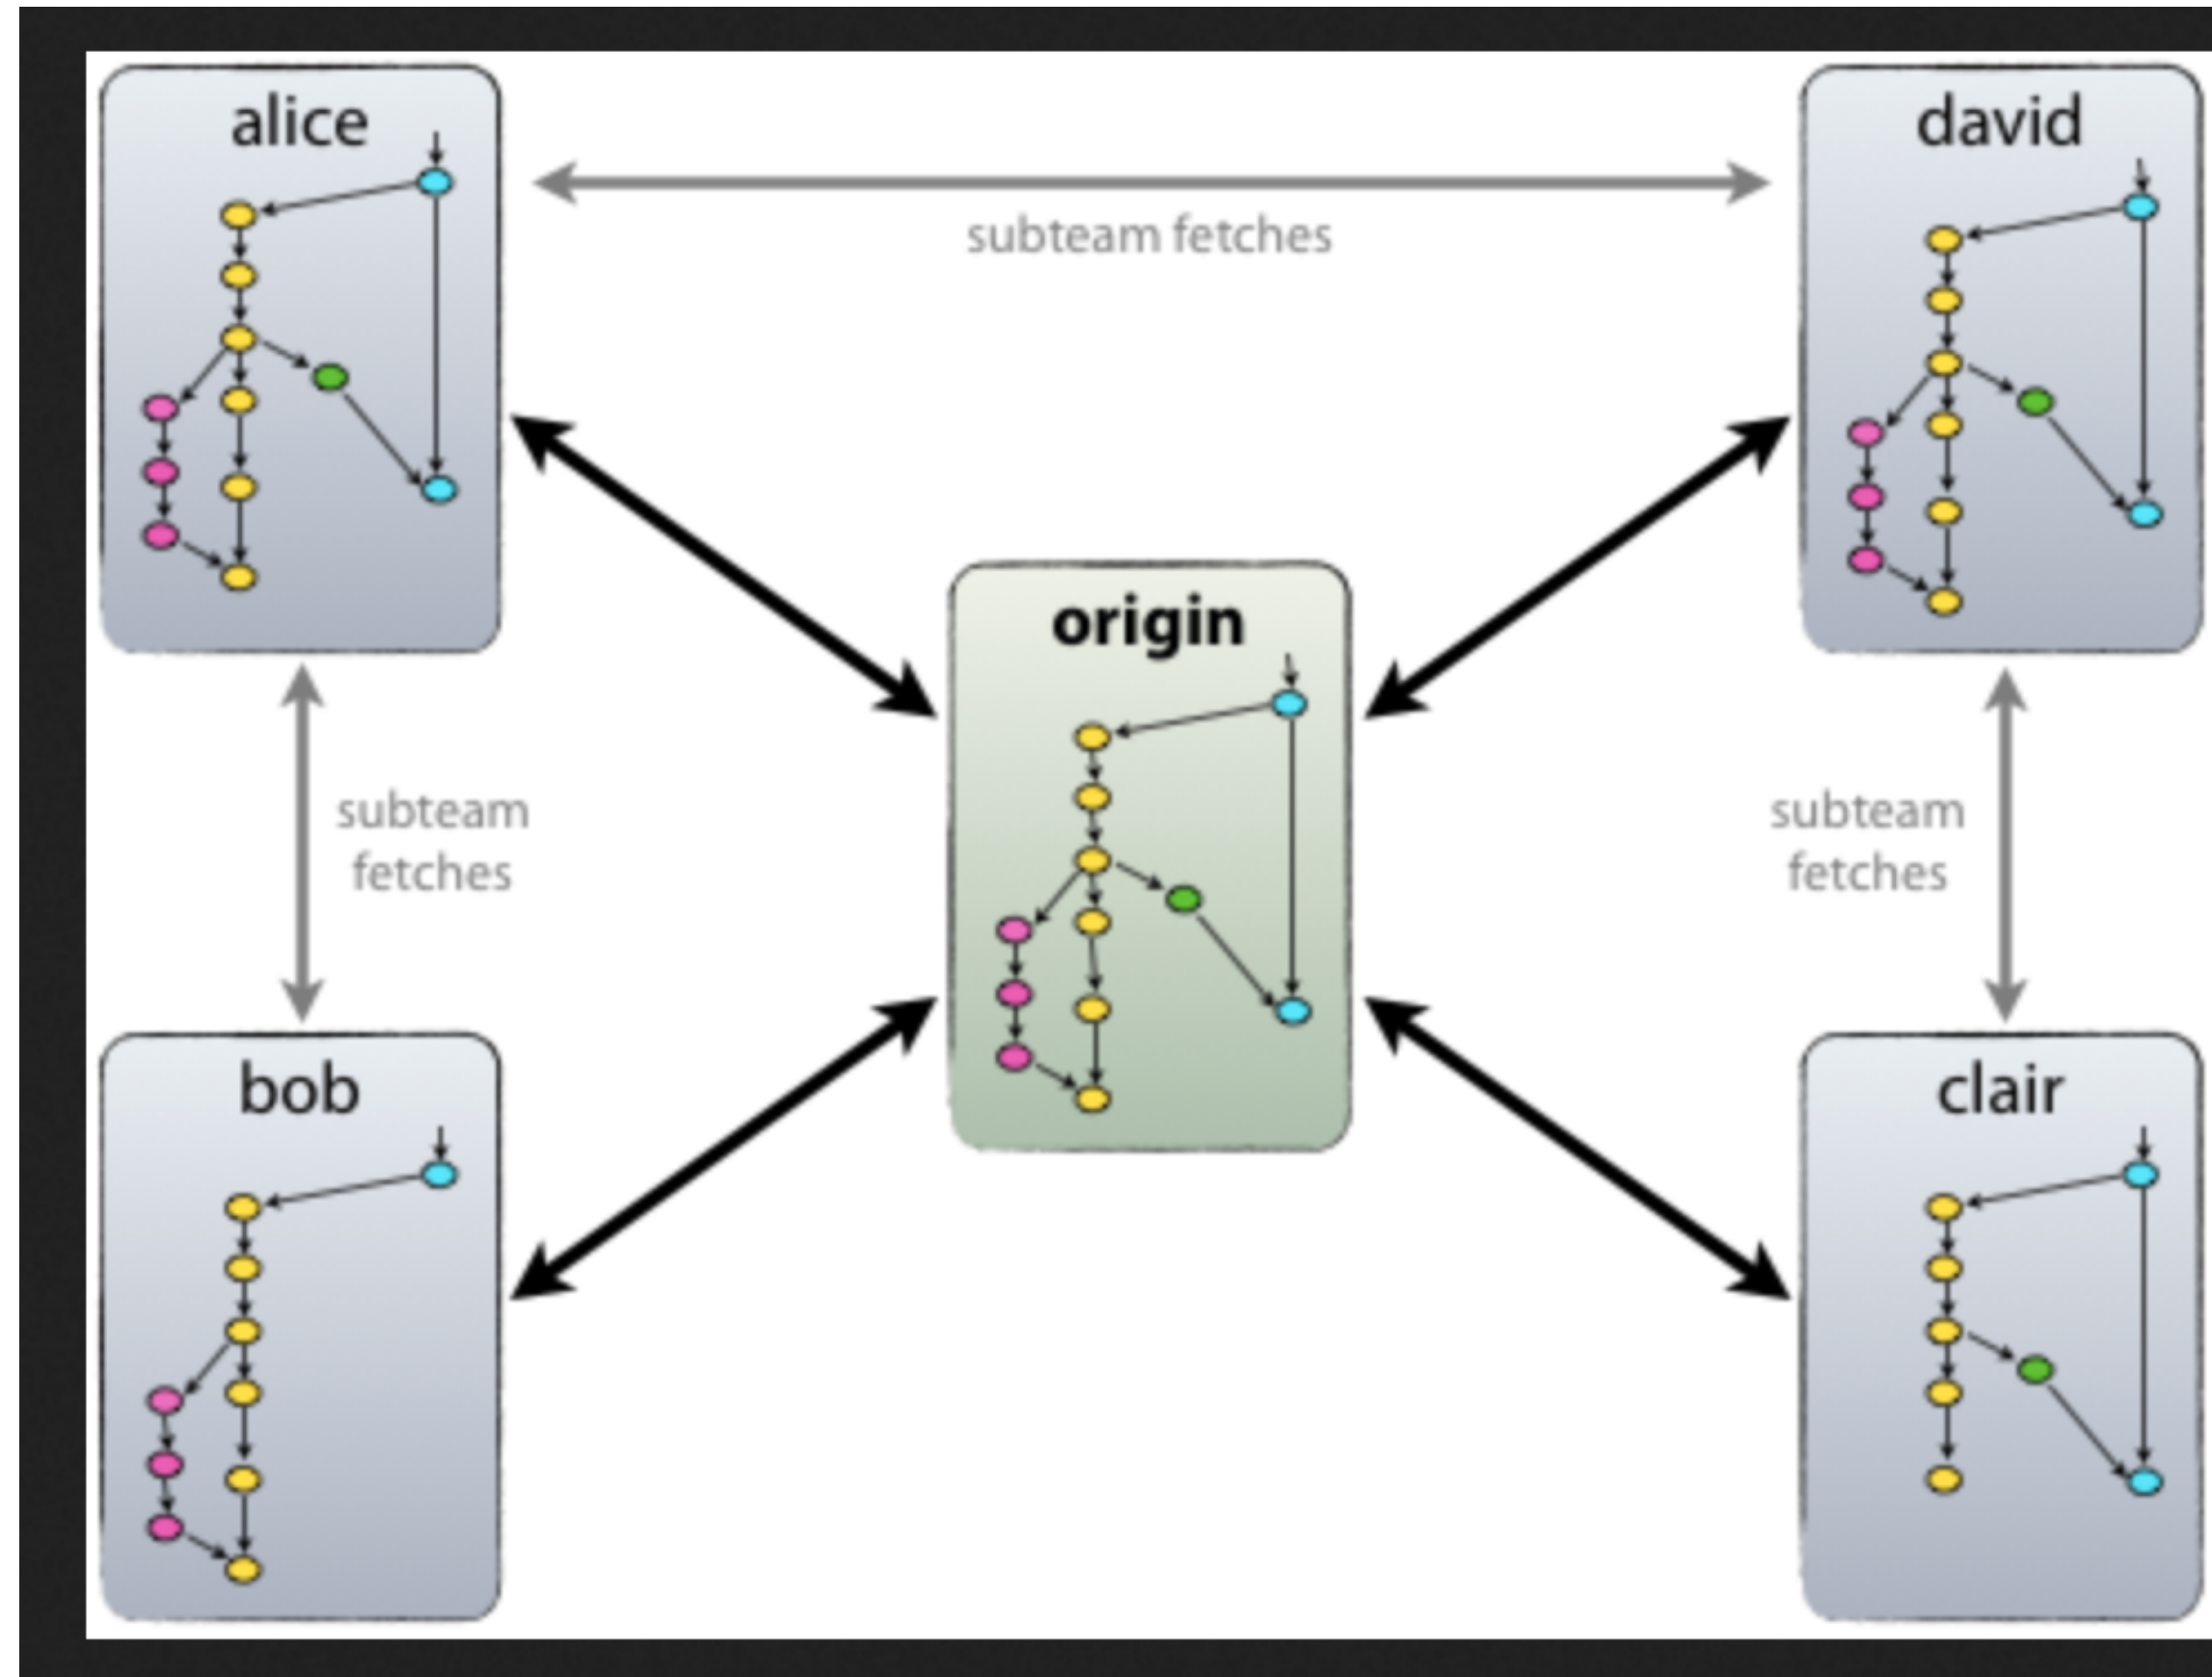 alice
david
subteam fetches
origin
subteam
fetches
subteam
fetches
bob
clair